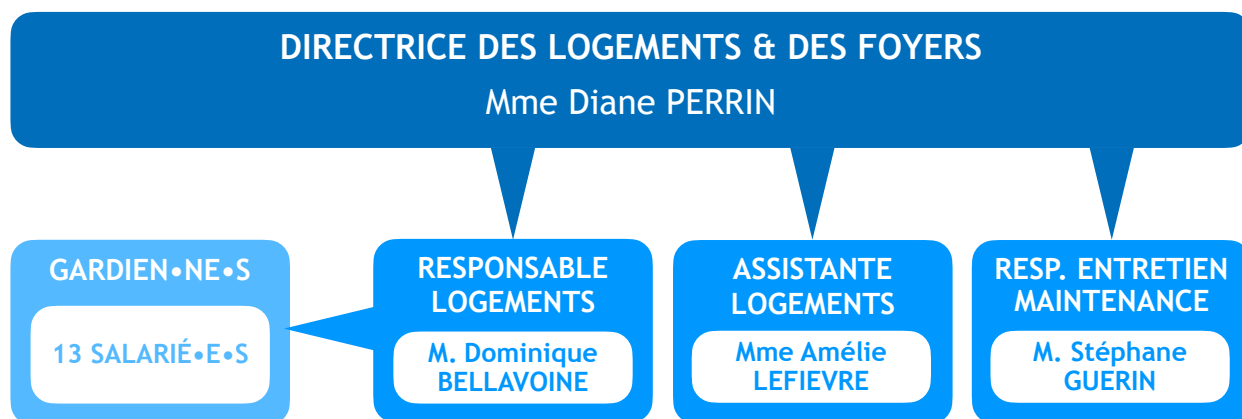 DIRECTRICE DES LOGEMENTS & DES FOYERS
Mme Diane PERRIN
GARDIEN•NE•S
13 SALARIÉ•E•S
RESPONSABLE
LOGEMENTS
M. Dominique
BELLAVOINE
ASSISTANTE
LOGEMENTS
Mme Amélie
LEFIEVRE
RESP. ENTRETIEN
MAINTENANCE
M. Stéphane
GUERIN